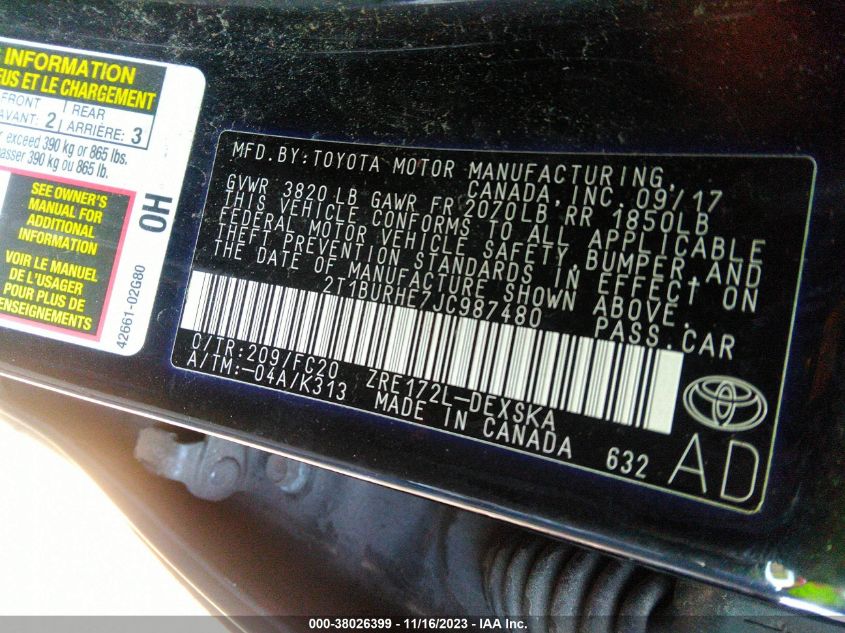 INFORMATION
EUS ET LE CHARGEMENT
FRONT
AVANT: 2
REAR
ARRIÈRE: 3
exceed 390 kg or 865 lbs.
passer 390 kg ou 865 lb.
SEE OWNER'S
MANUAL FOR
ADDITIONAL
INFORMATION
VOIR LE MANUEL
DE L'USAGER
POUR PLUS DE
RENSEIGNEMENTS
OH
42661-02G80
MFD.BY:TOYOTA MOTOR MANUFACTURING,
CANADA,INC.09/17
GVWR 3820LB GAWR FR 2070LB RR 1850LB
THIS VEHICLE CONFORMS TO ALL APPLICABLE
FEDERAL MOTOR VEHICLE SAFETY,BUMPER,AND
THEFT PREVENTION STANDARDS IN EFFECT ON
THE DATE OF MANUFACTURE SHOWN ABOVE.
2T1BURHE7JC987480 PASS.CAR
C/TR:209/FC20 ZRE172L-DEXSKA
A/TM:-04A/K313 MADE IN CANADA
632
AD
000-38026399 - 11/16/2023 - IAA Inc.